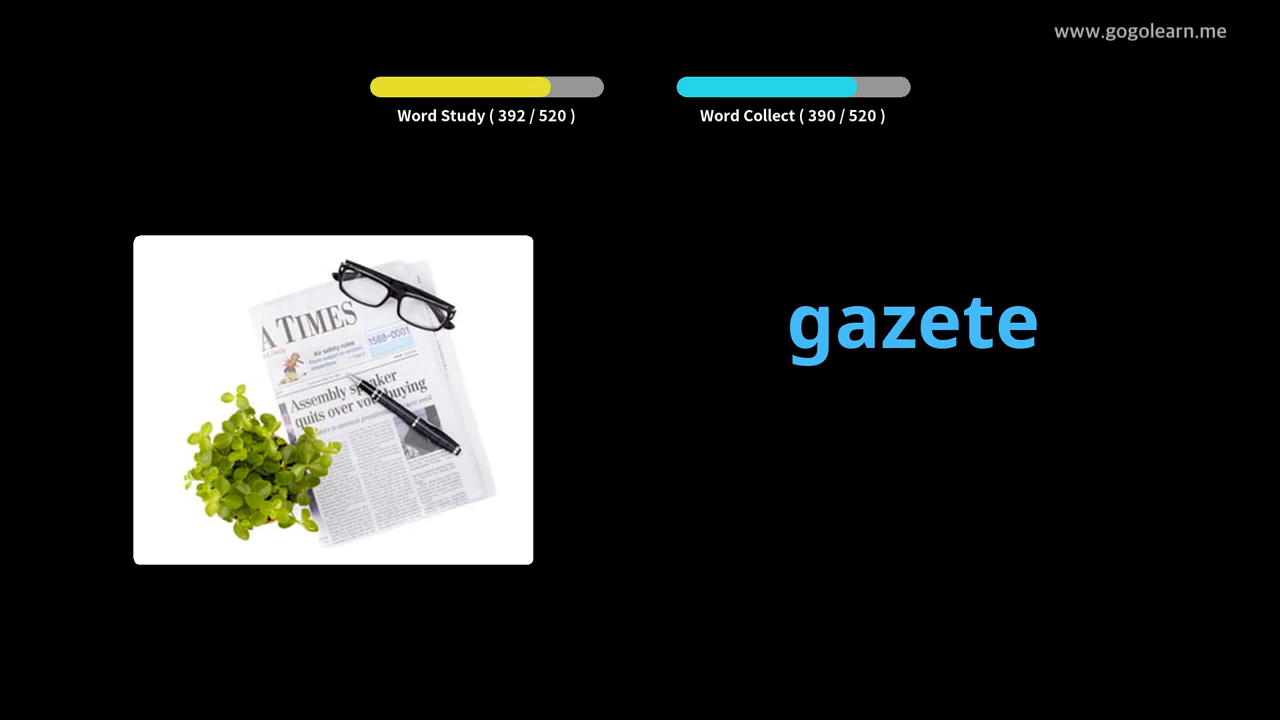 www.gogolearn.me
Word Study ( 392 / 520 )
Word Collect ( 390 / 520 )
gazete
A TIMES
Air safety rules
1588-0001
Assembly speaker
quits over vote buying